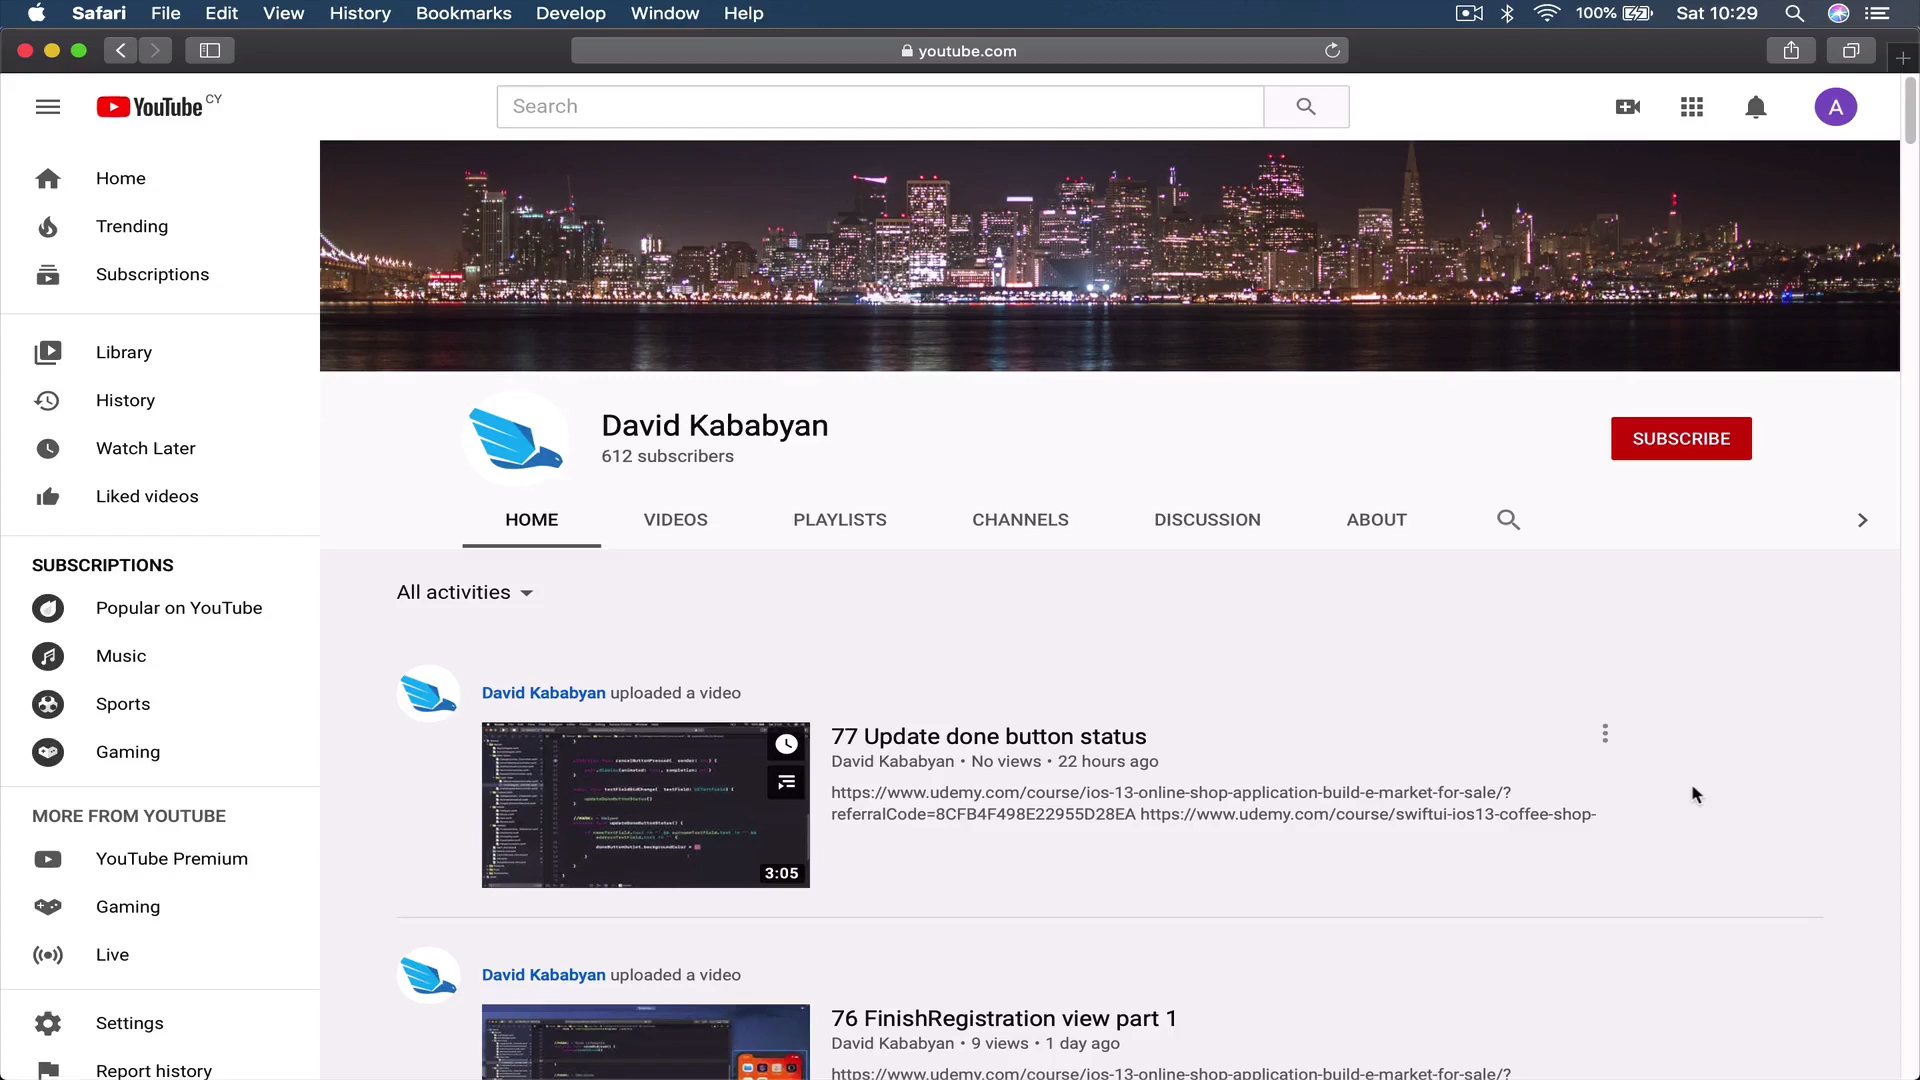 Safari File Edit View History Bookmarks Develop Window Help 100% Sat 10:29
youtube.com
YouTube CY
Search
A
Home
Trending
Subscriptions
Library
History
Watch Later
Liked videos
SUBSCRIPTIONS
Popular on YouTube
Music
Sports
Gaming
MORE FROM YOUTUBE
YouTube Premium
Gaming
Live
Settings
Report history
David Kababyan
612 subscribers
SUBSCRIBE
HOME VIDEOS PLAYLISTS CHANNELS DISCUSSION ABOUT
All activities
David Kababyan uploaded a video
3:05
77 Update done button status
David Kababyan • No views • 22 hours ago
https://www.udemy.com/course/ios-13-online-shop-application-build-e-market-for-sale/?
referralCode=8CFB4F498E22955D28EA https://www.udemy.com/course/swiftui-ios13-coffee-shop-
David Kababyan uploaded a video
76 FinishRegistration view part 1
David Kababyan • 9 views • 1 day ago
https://www.udemy.com/course/ios-13-online-shop-application-build-e-market-for-sale/?